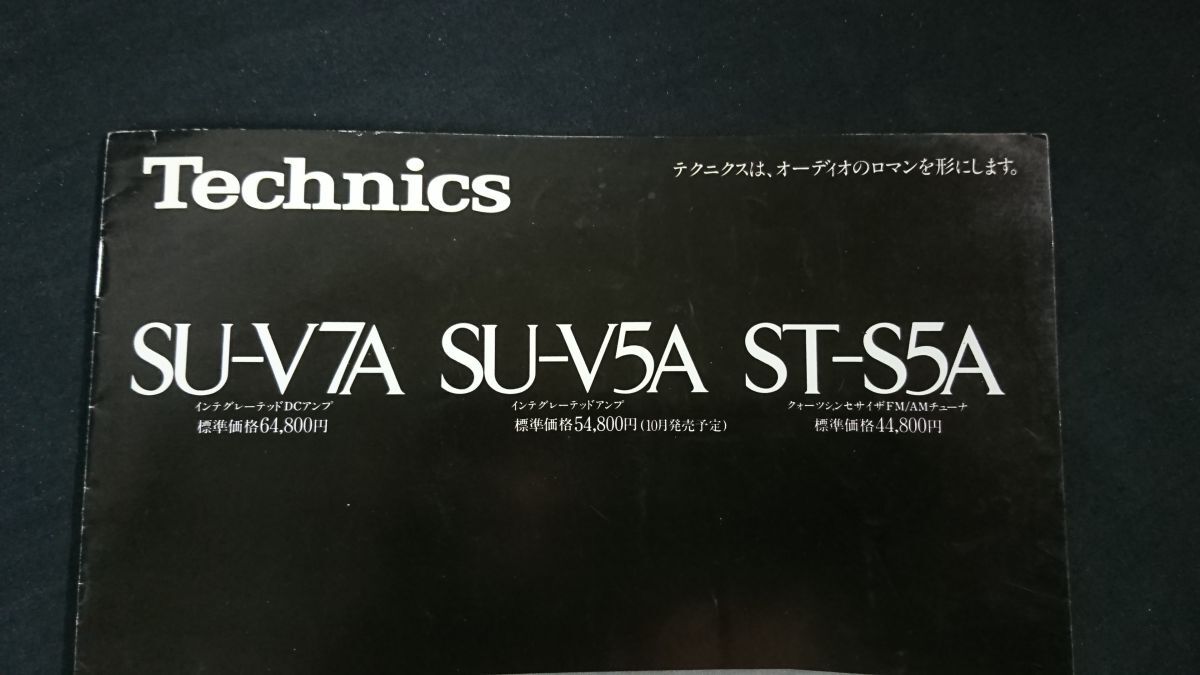 Technics
テクニクスは、オーディオのロマンを形にします。
SU-V7A SU-V5A ST-S5A
インテグレーテッドDCアンプ インテグレーテッドアンプ クォーツシンセサイザFM/AMチューナ
標準価格64,800円 標準価格54,800円(10月発売予定) 標準価格44,800円